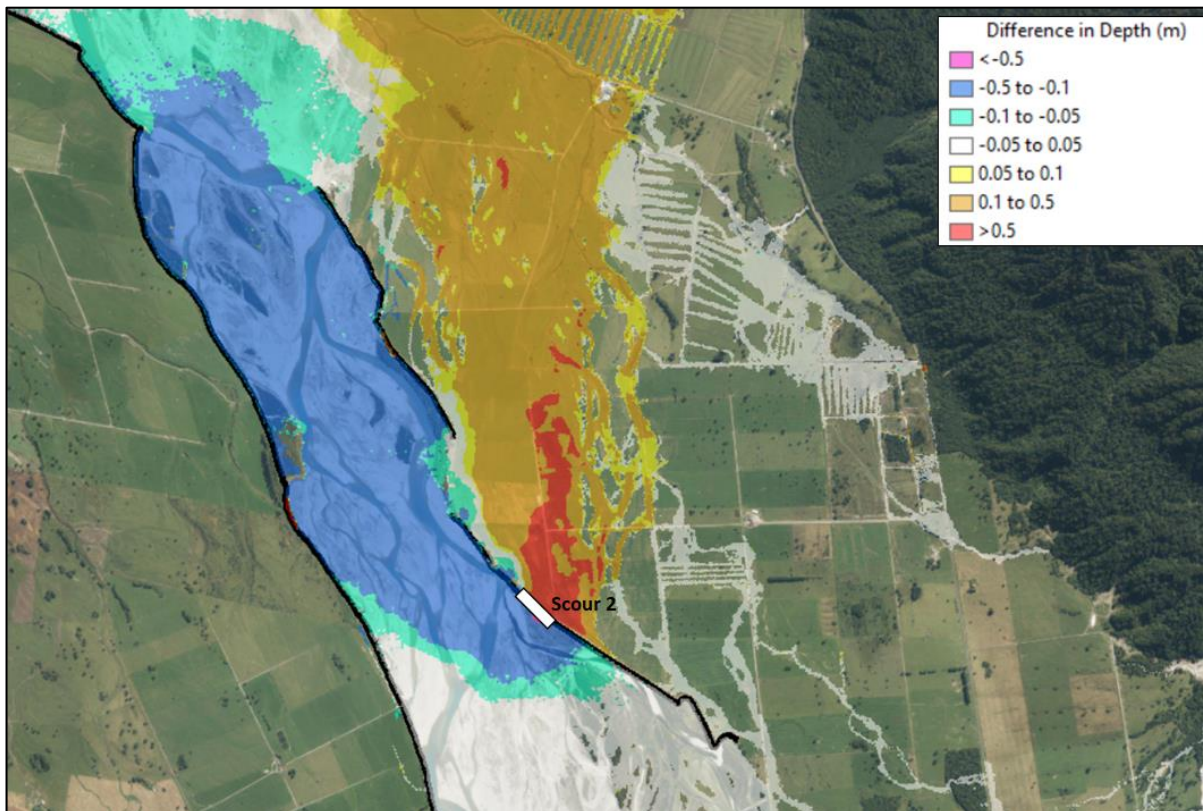 Difference in Depth (m)
<-0.5
-0.5 to -0.1
-0.1 to -0.05
-0.05 to 0.05
0.05 to 0.1
0.1 to 0.5
>0.5
Scour 2